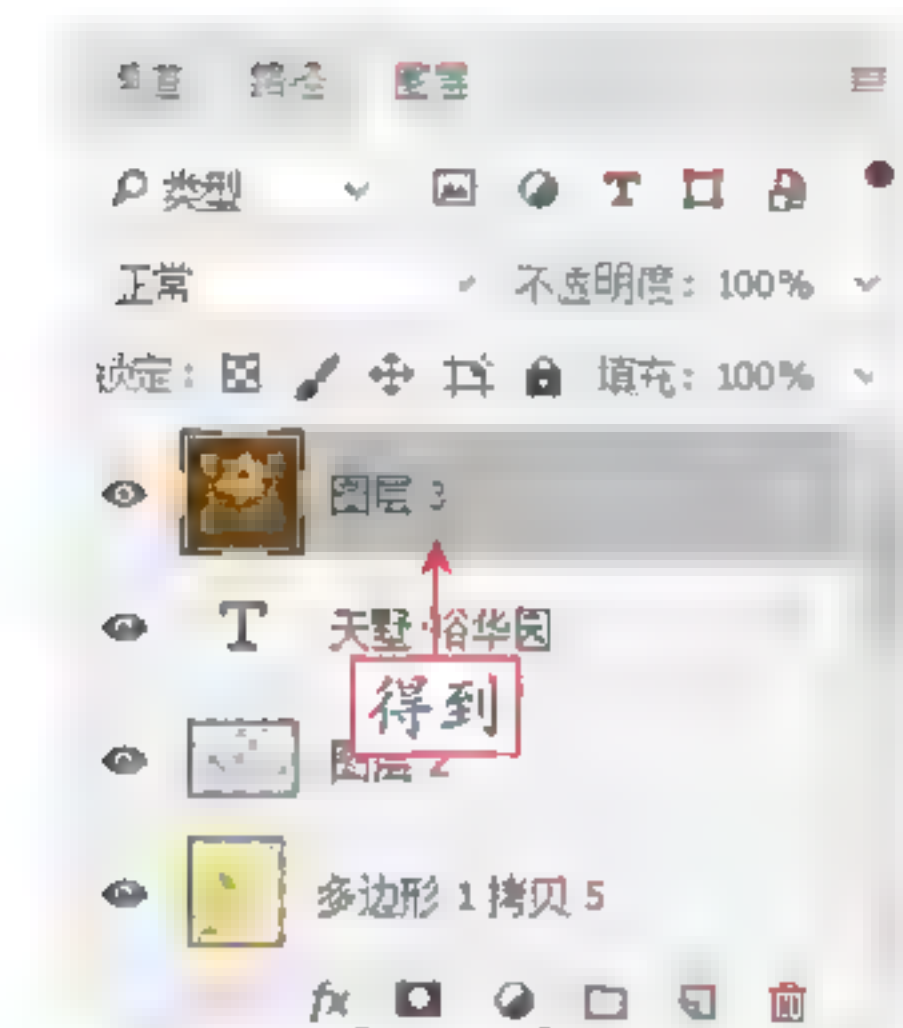 通道 路径 图层
类型
正常 不透明度: 100%
锁定: 填充: 100%
图层 3
T 天墅·裕华园
得到
图层 2
多边形 1 拷贝 5
fx